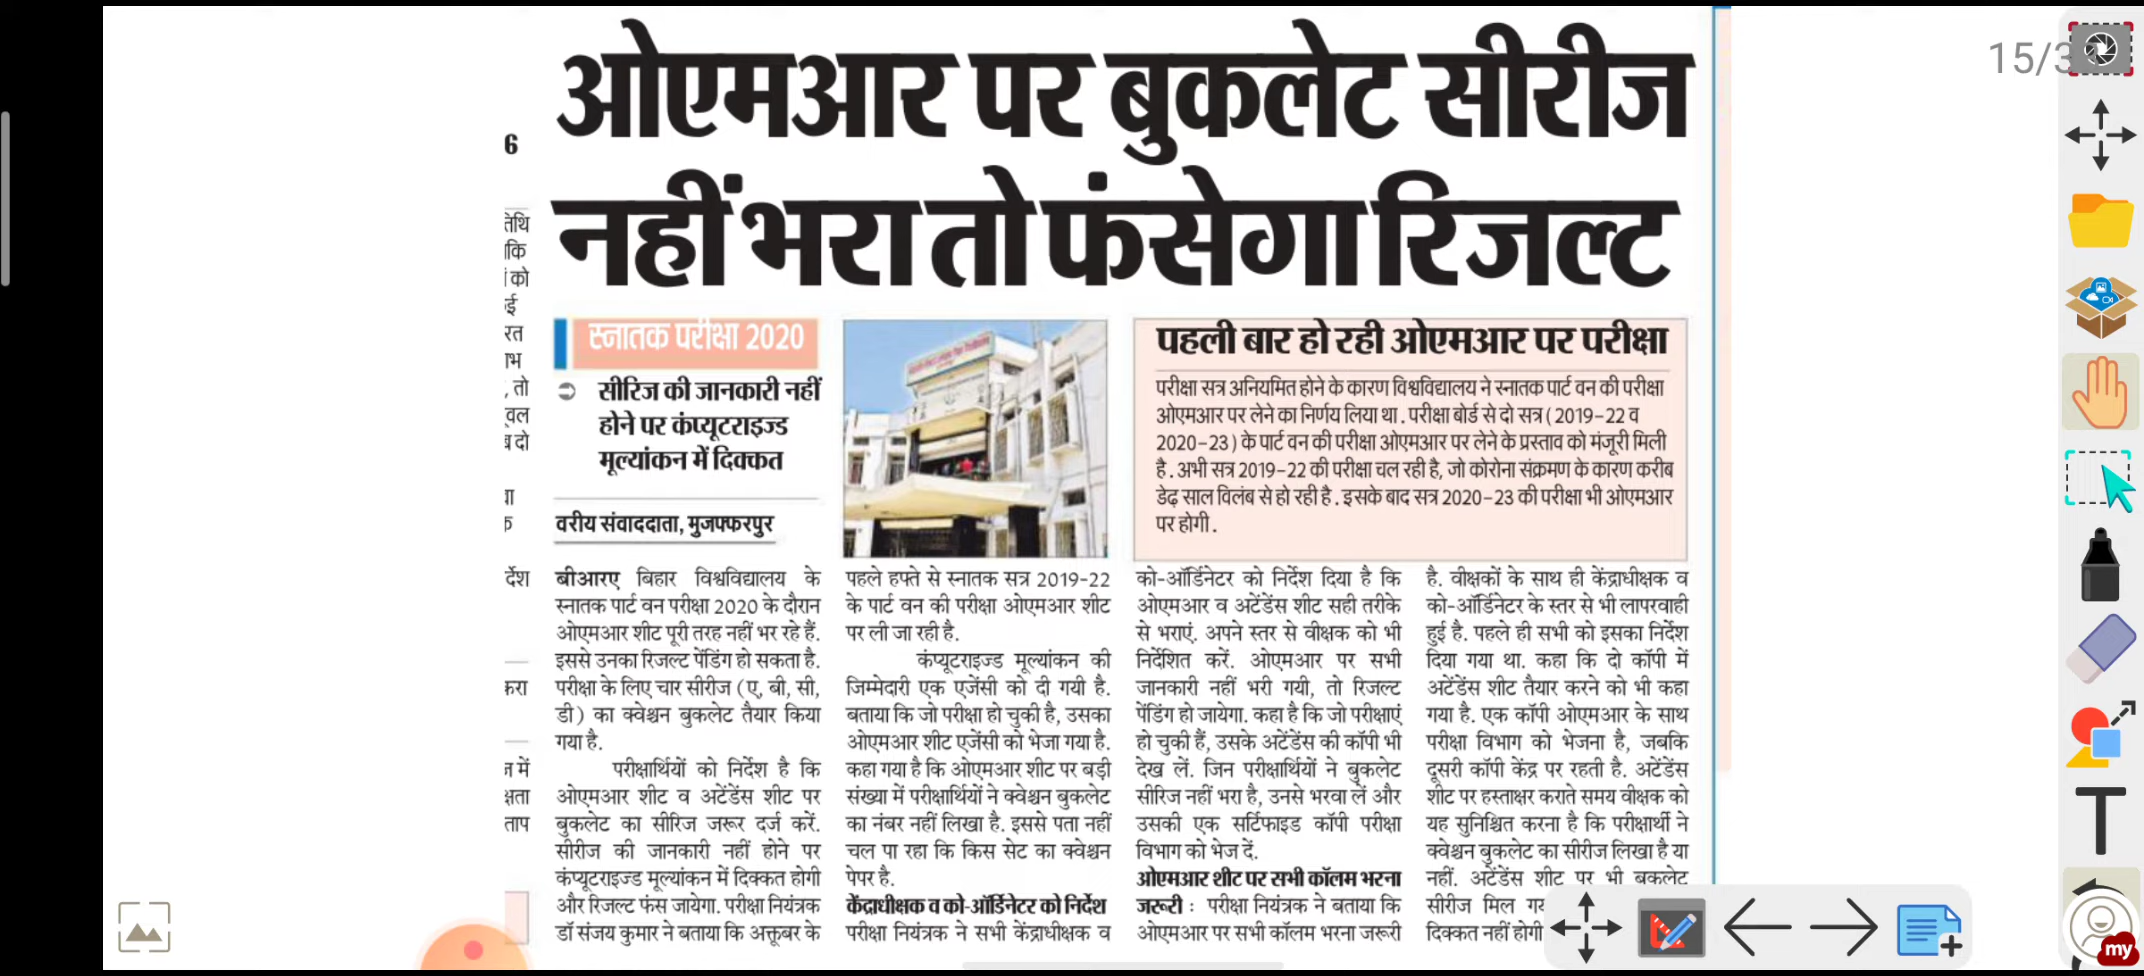 15/3
ओएमआर पर बुकलेट सीरीज
नहीं भरा तो फंसेगा रिजल्ट
6
तिथि
कि
को
ई
रत
भ
, तो
वल
ब दो
क
र्देश
करा
न में
क्षता
ताप
स्नातक परीक्षा 2020
सीरिज की जानकारी नहीं
होने पर कंप्यूटराइज्ड
मूल्यांकन में दिक्कत
वरीय संवाददाता, मुजफ्फरपुर
बीआरए बिहार विश्वविद्यालय के
स्नातक पार्ट वन परीक्षा 2020 के दौरान
ओएमआर शीट पूरी तरह नहीं भर रहे हैं.
इससे उनका रिजल्ट पेंडिंग हो सकता है.
परीक्षा के लिए चार सीरीज (ए, बी, सी,
डी) का क्वेश्चन बुकलेट तैयार किया
गया है.
परीक्षार्थियों को निर्देश है कि
ओएमआर शीट व अटेंडेंस शीट पर
बुकलेट का सीरिज जरूर दर्ज करें.
सीरीज की जानकारी नहीं होने पर
कंप्यूटराइज्ड मूल्यांकन में दिक्कत होगी
और रिजल्ट फंस जायेगा. परीक्षा नियंत्रक
डॉ संजय कुमार ने बताया कि अक्तूबर के
पहले हफ्ते से स्नातक सत्र 2019-22
के पार्ट वन की परीक्षा ओएमआर शीट
पर ली जा रही है.
कंप्यूटराइज्ड मूल्यांकन की
जिम्मेदारी एक एजेंसी को दी गयी है.
बताया कि जो परीक्षा हो चुकी है, उसका
ओएमआर शीट एजेंसी को भेजा गया है.
कहा गया है कि ओएमआर शीट पर बड़ी
संख्या में परीक्षार्थियों ने क्वेश्चन बुकलेट
का नंबर नहीं लिखा है. इससे पता नहीं
चल पा रहा कि किस सेट का क्वेश्चन
पेपर है.
केंद्राधीक्षक व को-ऑर्डिनेटर को निर्देश
परीक्षा नियंत्रक ने सभी केंद्राधीक्षक व
पहली बार हो रही ओएमआर पर परीक्षा
परीक्षा सत्र अनियमित होने के कारण विश्वविद्यालय ने स्नातक पार्ट वन की परीक्षा
ओएमआर पर लेने का निर्णय लिया था. परीक्षा बोर्ड से दो सत्र (2019-22 व
2020-23) के पार्ट वन की परीक्षा ओएमआर पर लेने के प्रस्ताव को मंजूरी मिली
है. अभी सत्र 2019-22 की परीक्षा चल रही है, जो कोरोना संक्रमण के कारण करीब
डेढ़ साल विलंब से हो रही है. इसके बाद सत्र 2020-23 की परीक्षा भी ओएमआर
पर होगी.
को-ऑर्डिनेटर को निर्देश दिया है कि
ओएमआर व अटेंडेंस शीट सही तरीके
से भराएं. अपने स्तर से वीक्षक को भी
निर्देशित करें. ओएमआर पर सभी
जानकारी नहीं भरी गयी, तो रिजल्ट
पेंडिंग हो जायेगा. कहा है कि जो परीक्षाएं
हो चुकी हैं, उसके अटेंडेंस की कॉपी भी
देख लें. जिन परीक्षार्थियों ने बुकलेट
सीरिज नहीं भरा है, उनसे भरवा लें और
उसकी एक सर्टिफाइड कॉपी परीक्षा
विभाग को भेज दें.
ओएमआर शीट पर सभी कॉलम भरना
जरूरी : परीक्षा नियंत्रक ने बताया कि
ओएमआर पर सभी कॉलम भरना जरूरी
है. वीक्षकों के साथ ही केंद्राधीक्षक व
को-ऑर्डिनेटर के स्तर से भी लापरवाही
हुई है. पहले ही सभी को इसका निर्देश
दिया गया था. कहा कि दो कॉपी में
अटेंडेंस शीट तैयार करने को भी कहा
गया है. एक कॉपी ओएमआर के साथ
परीक्षा विभाग को भेजना है, जबकि
दूसरी कॉपी केंद्र पर रहती है. अटेंडेंस
शीट पर हस्ताक्षर कराते समय वीक्षक को
यह सुनिश्चित करना है कि परीक्षार्थी ने
क्वेश्चन बुकलेट का सीरीज लिखा है या
नहीं. अटेंडेंस शीट पर भी बुकलेट
सीरीज मिल ग
दिक्कत नहीं होगी
T
my